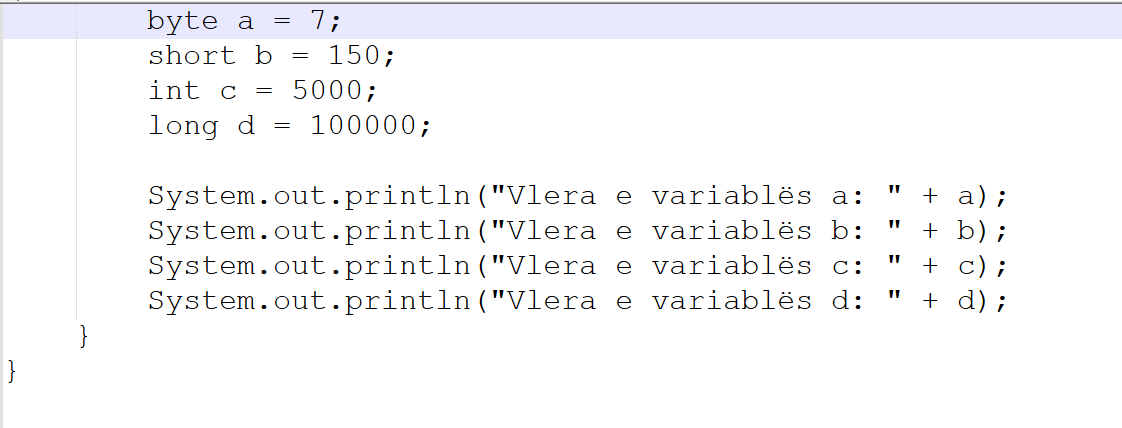 byte a = 7;
short b = 150;
int c = 5000;
long d = 100000;
System.out.println("Vlera e variablës a: " + a);
System.out.println("Vlera e variablës b: " + b);
System.out.println("Vlera e variablës c: " + c);
System.out.println("Vlera e variablës d: " + d);
}
}